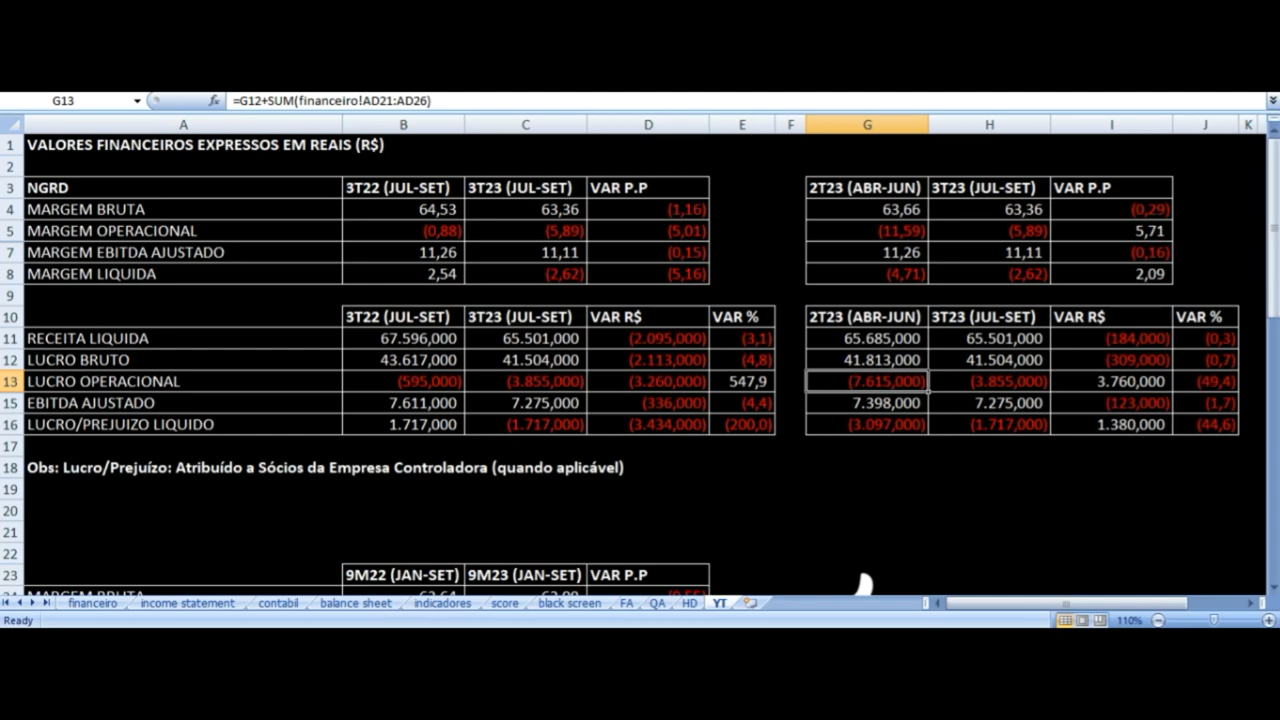 G13 fx =G12+SUM(financeiro!AD21:AD26)
A B C D E F G H I J K
1 VALORES FINANCEIROS EXPRESSOS EM REAIS (R$)
2
3 NGRD 3T22 (JUL-SET) 3T23 (JUL-SET) VAR P.P 2T23 (ABR-JUN) 3T23 (JUL-SET) VAR P.P
4 MARGEM BRUTA 64,53 63,36 (1,16) 63,66 63,36 (0,29)
5 MARGEM OPERACIONAL (0,88) (5,89) (5,01) (11,59) (5,89) 5,71
7 MARGEM EBITDA AJUSTADO 11,26 11,11 (0,15) 11,26 11,11 (0,16)
8 MARGEM LIQUIDA 2,54 (2,62) (5,16) (4,71) (2,62) 2,09
9
10 3T22 (JUL-SET) 3T23 (JUL-SET) VAR R$ VAR % 2T23 (ABR-JUN) 3T23 (JUL-SET) VAR R$ VAR %
11 RECEITA LIQUIDA 67.596,000 65.501,000 (2.095,000) (3,1) 65.685,000 65.501,000 (184,000) (0,3)
12 LUCRO BRUTO 43.617,000 41.504,000 (2.113,000) (4,8) 41.813,000 41.504,000 (309,000) (0,7)
13 LUCRO OPERACIONAL (595,000) (3.855,000) (3.260,000) 547,9 (7.615,000) (3.855,000) 3.760,000 (49,4)
15 EBITDA AJUSTADO 7.611,000 7.275,000 (336,000) (4,4) 7.398,000 7.275,000 (123,000) (1,7)
16 LUCRO/PREJUIZO LIQUIDO 1.717,000 (1.717,000) (3.434,000) (200,0) (3.097,000) (1.717,000) 1.380,000 (44,6)
17
18 Obs: Lucro/Prejuízo: Atribuído a Sócios da Empresa Controladora (quando aplicável)
19
20
21
22
23 9M22 (JAN-SET) 9M23 (JAN-SET) VAR P.P
financeiro income statement contabil balance sheet indicadores score black screen FA QA HD YT
Ready 110%